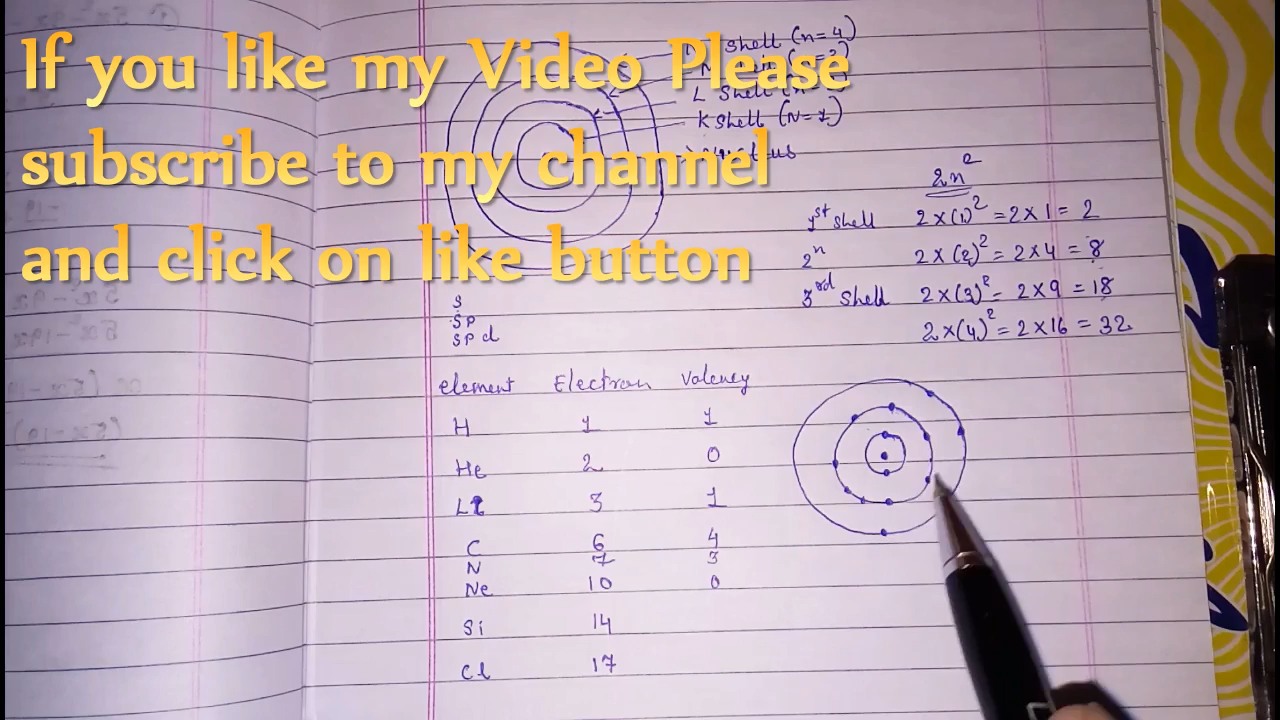 If you like my Video Please
subscribe to my channel
and click on like button
Shell (n=4)
L Shell
K Shell (N=1)
2n²
1st Shell 2×(1)²=2×1=2
2n 2×(2)²=2×4=8
3rd Shell 2×(3)²=2×9=18
2×(4)²=2×16=32
S
SP
SPd
element Electron Valency
H 1 1
He 2 0
Li 3 1
C 6 4
N 7 3
Ne 10 0
Si 14
Cl 17